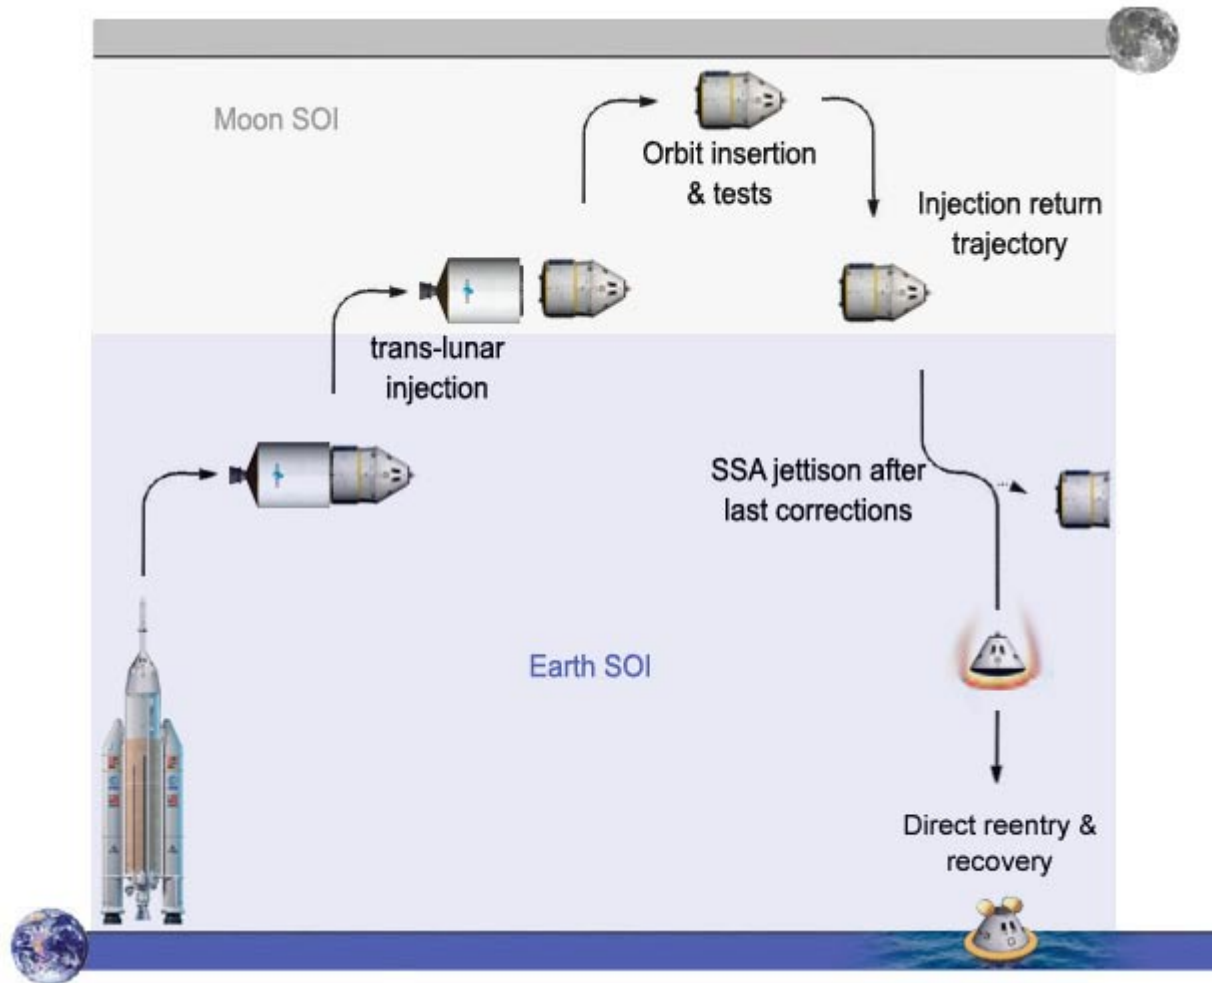 Moon SOI
Orbit insertion
& tests
Injection return
trajectory
trans-lunar
injection
SSA jettison after
last corrections
Earth SOI
Direct reentry &
recovery